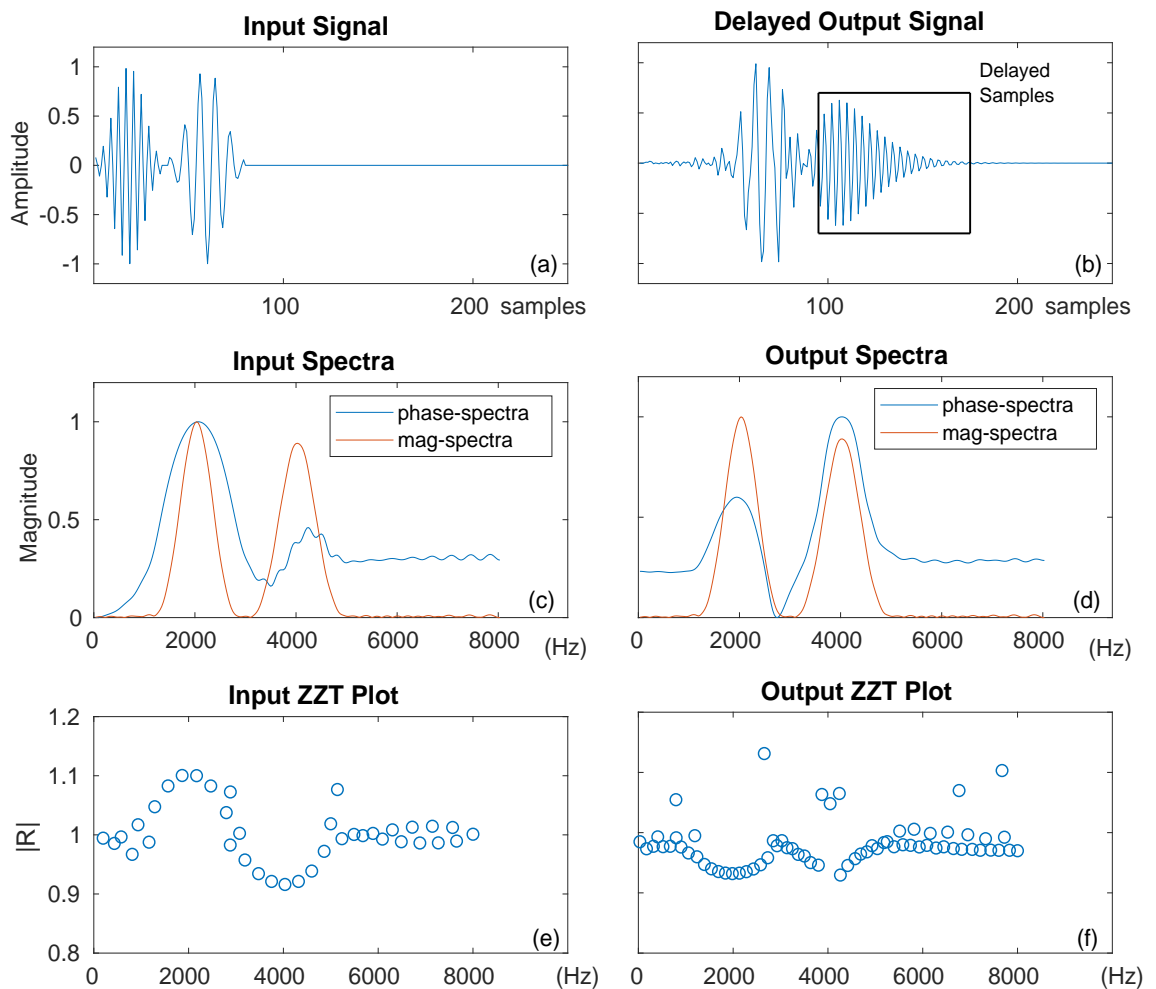 Input Signal
Delayed Output Signal
Amplitude
1
0.5
0
-0.5
-1
(a)
100
200 samples
Delayed
Samples
(b)
100
200 samples
Input Spectra
Output Spectra
Magnitude
1
0.5
0
phase-spectra
mag-spectra
(c)
0 2000 4000 6000 8000 (Hz)
phase-spectra
mag-spectra
(d)
0 2000 4000 6000 8000 (Hz)
Input ZZT Plot
Output ZZT Plot
|R|
1.2
1.1
1
0.9
0.8
(e)
0 2000 4000 6000 8000 (Hz)
(f)
0 2000 4000 6000 8000 (Hz)